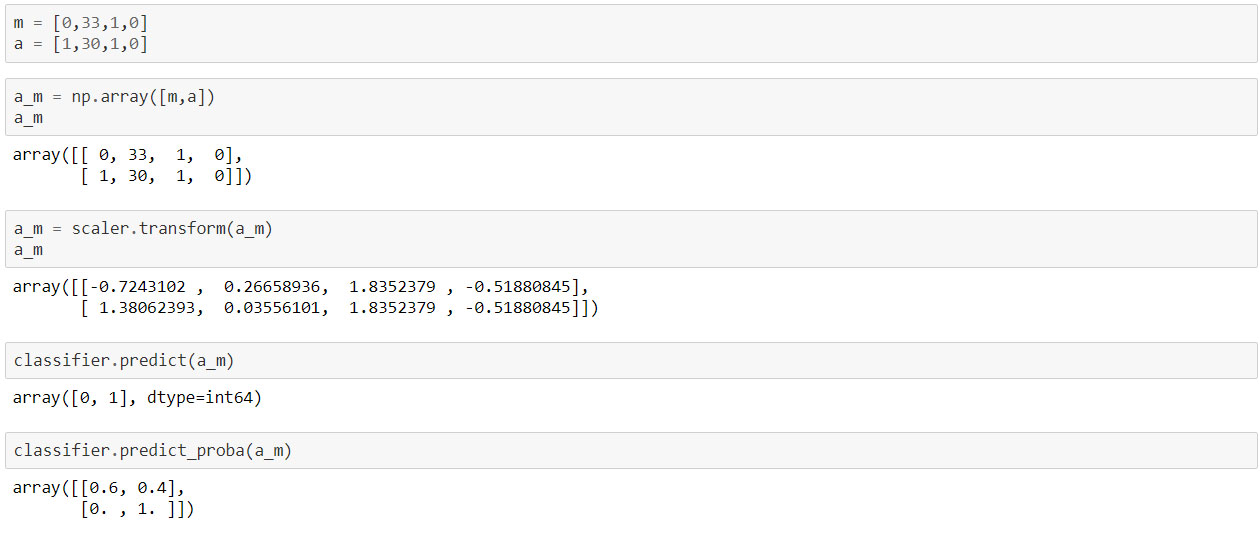 m = [0,33,1,0]
a = [1,30,1,0]
a_m = np.array([m,a])
a_m
array([[ 0, 33,  1,  0],
       [ 1, 30,  1,  0]])
a_m = scaler.transform(a_m)
a_m
array([[-0.7243102 ,  0.26658936,  1.8352379 , -0.51880845],
       [ 1.38062393,  0.03556101,  1.8352379 , -0.51880845]])
classifier.predict(a_m)
array([0, 1], dtype=int64)
classifier.predict_proba(a_m)
array([[0.6, 0.4],
       [0. , 1. ]])